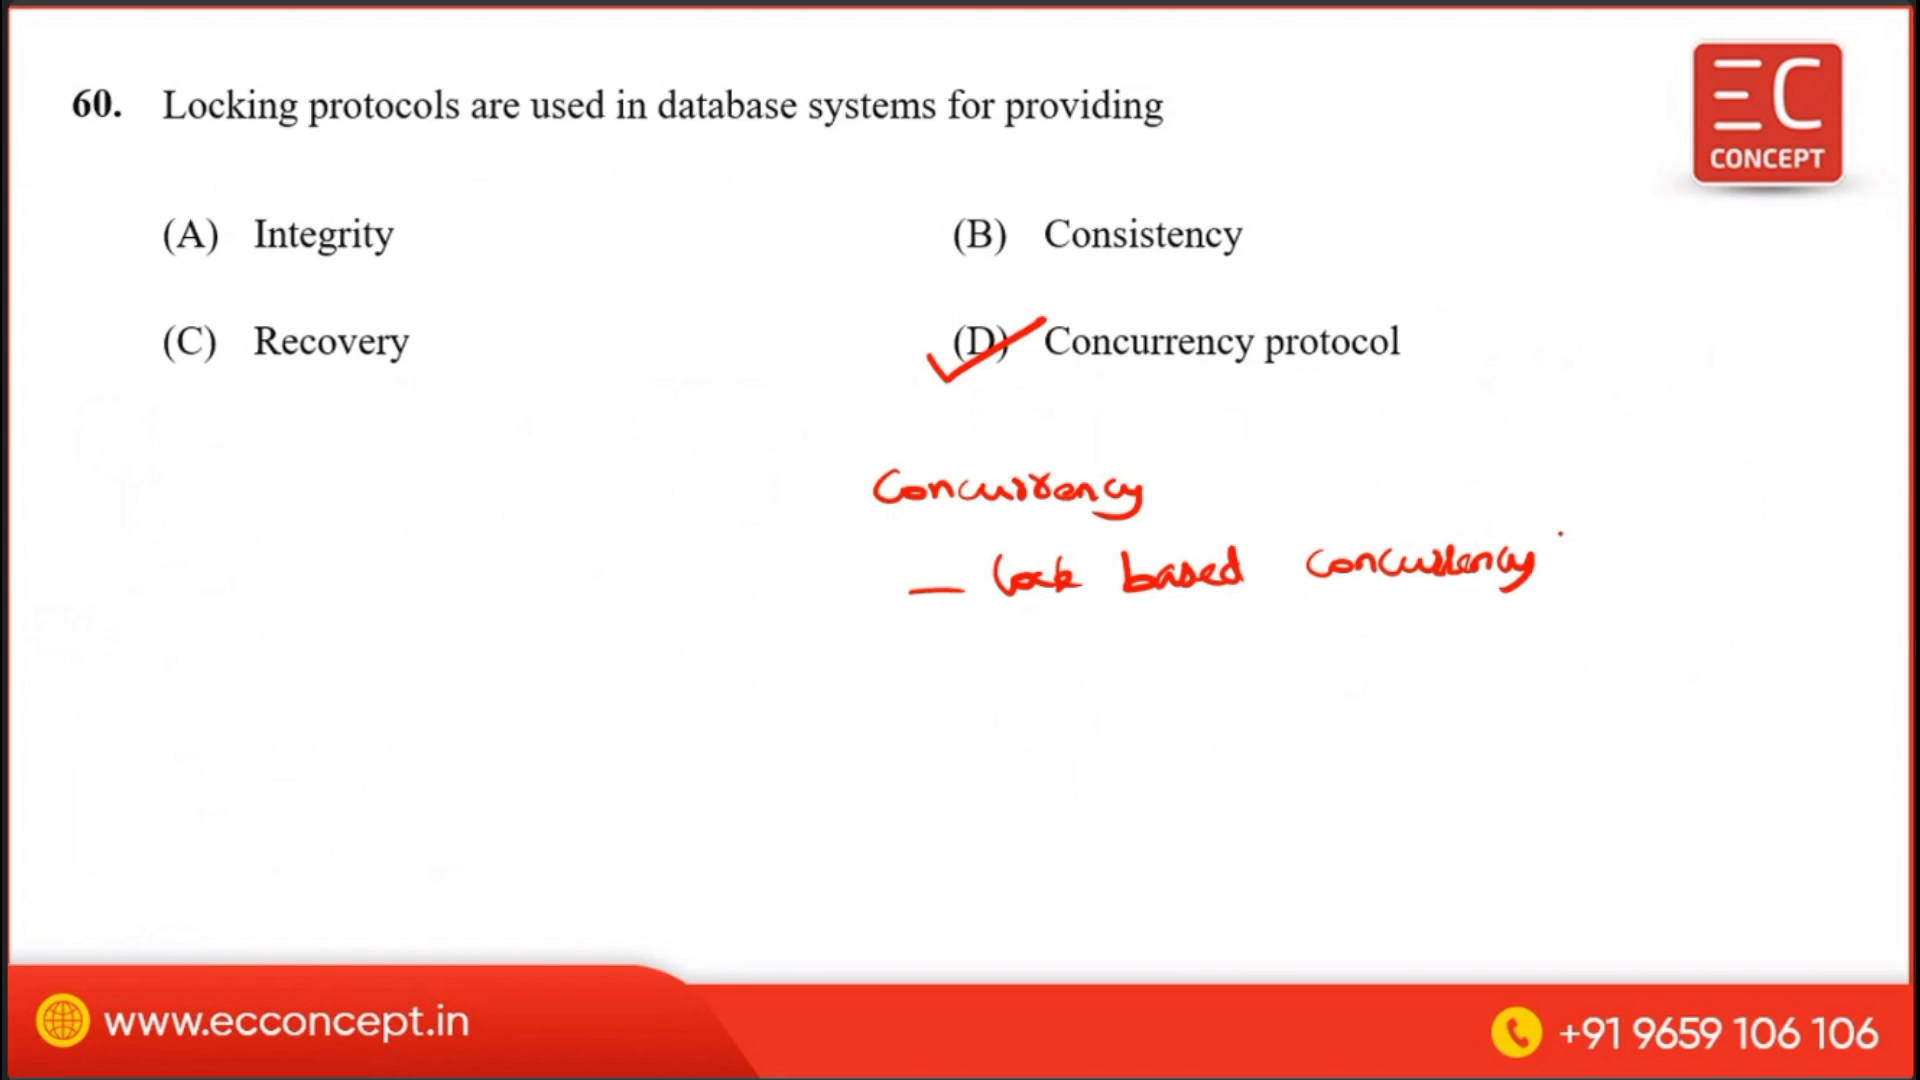 60. Locking protocols are used in database systems for providing
EC
CONCEPT
(A) Integrity
(B) Consistency
(C) Recovery
(D) Concurrency protocol
Concurrency
— lock based concurrency
www.ecconcept.in
+91 9659 106 106